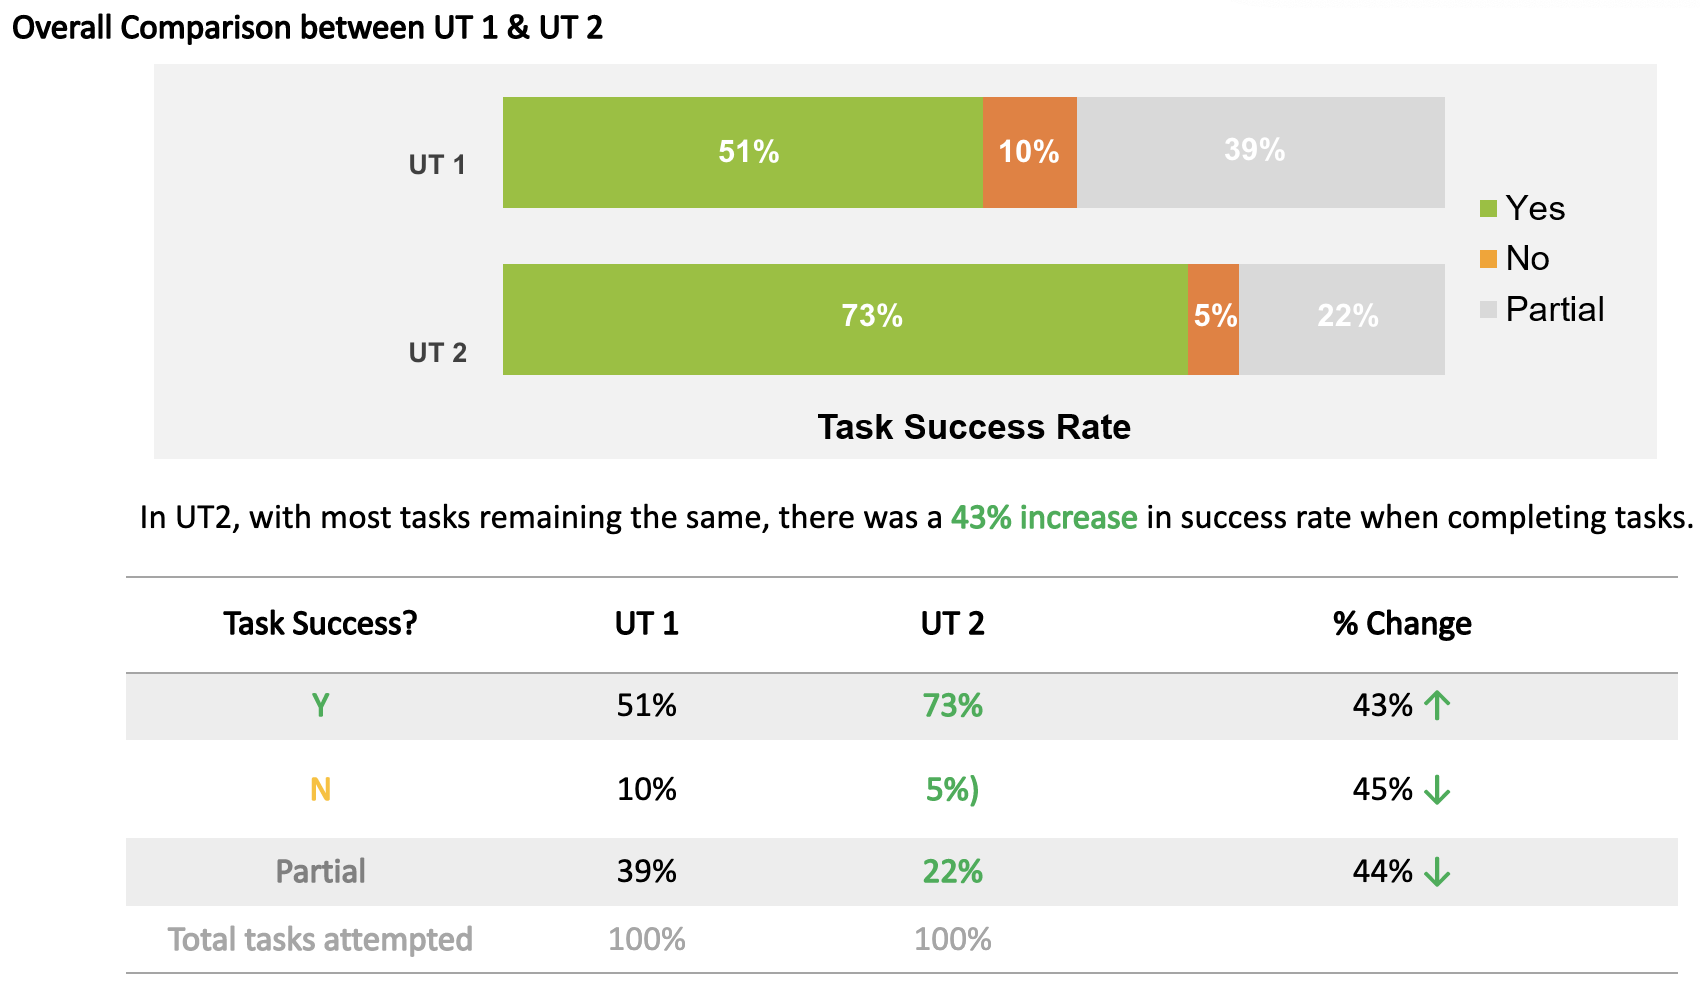 Overall Comparison between UT 1 & UT 2
UT 1
51%
10%
39%
UT 2
73%
5%
22%
Yes
No
Partial
Task Success Rate
In UT2, with most tasks remaining the same, there was a 43% increase in success rate when completing tasks.
Task Success? UT 1 UT 2 % Change
Y 51% 73% 43% ↑
N 10% 5%) 45% ↓
Partial 39% 22% 44% ↓
Total tasks attempted 100% 100%